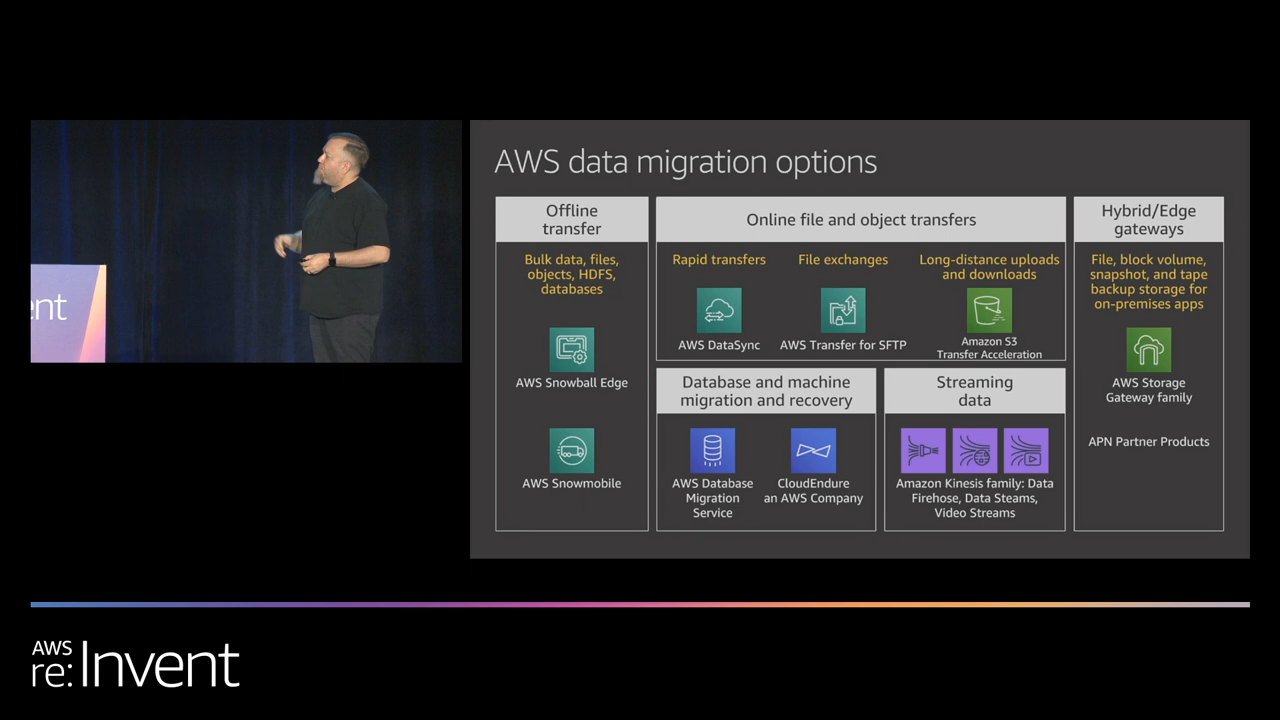 AWS data migration options
Offline
transfer
Bulk data, files,
objects, HDFS,
databases
AWS Snowball Edge
AWS Snowmobile
Online file and object transfers
Rapid transfers
AWS DataSync
File exchanges
AWS Transfer for SFTP
Long-distance uploads
and downloads
Amazon S3
Transfer Acceleration
Database and machine
migration and recovery
AWS Database
Migration
Service
CloudEndure
an AWS Company
Streaming
data
Amazon Kinesis family: Data
Firehose, Data Steams,
Video Streams
Hybrid/Edge
gateways
File, block volume,
snapshot, and tape
backup storage for
on-premises apps
AWS Storage
Gateway family
APN Partner Products
ent
AWS
re:Invent